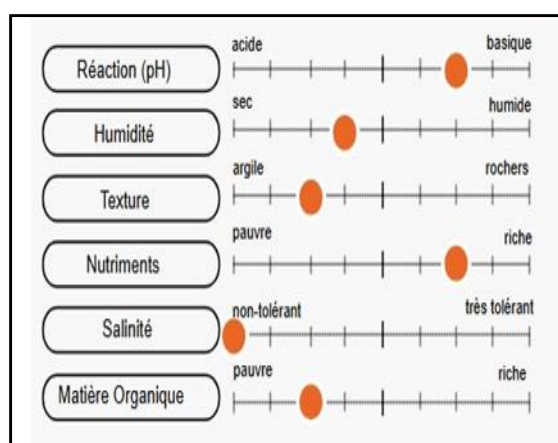 acide basique
Réaction (pH)
sec humide
Humidité
argile rochers
Texture
pauvre riche
Nutriments
non-tolérant très tolérant
Salinité
pauvre riche
Matière Organique